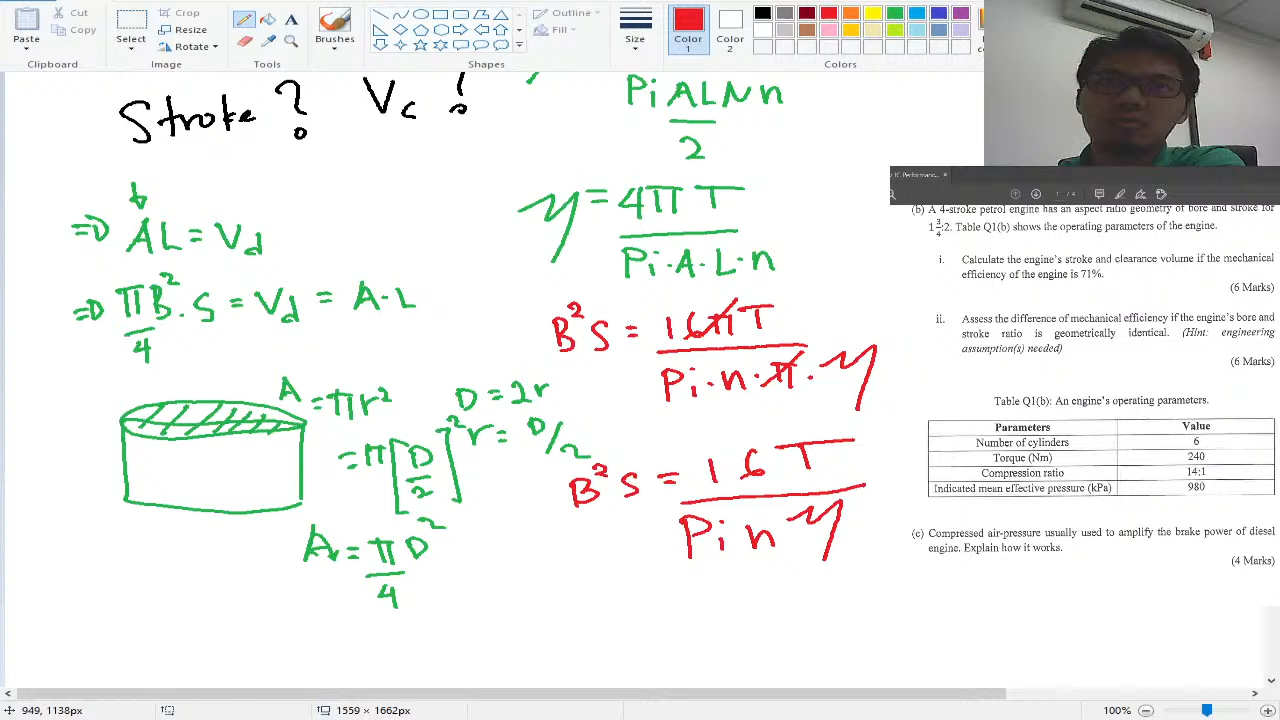 Cut
Copy
Paste
Clipboard
Select
Crop
Resize
Rotate
Image
A
Tools
Brushes
Outline
Fill
Shapes
Size
Color 1
Color 2
Colors
Stroke? Vc ?
Pi ALNn
2
=D AL = Vd
=D πB². S = Vd = A·L
4
η = 4π T
Pi·A·L·n
B²S = 16πT
Pi·n·π·η
A = πr²
D = 2r
= π[D/2]²
r = D/2
A = πD²
4
B²S = 16T
Pi n η
IC Performanc... ×
1 / 4
(b) A 4-stroke petrol engine has an aspect ratio geometry of bore and stroke for
1 3/4:2. Table Q1(b) shows the operating parameters of the engine.
i. Calculate the engine's stroke and clearance volume if the mechanical
efficiency of the engine is 71%.
(6 Marks)
ii. Assess the difference of mechanical efficiency if the engine's bore and
stroke ratio is geometrically identical. (Hint: engineering
assumption(s) needed)
(6 Marks)
Table Q1(b): An engine's operating parameters.
Parameters Value
Number of cylinders 6
Torque (Nm) 240
Compression ratio 14:1
Indicated mean effective pressure (kPa) 980
(c) Compressed air-pressure usually used to amplify the brake power of diesel
engine. Explain how it works.
(4 Marks)
949, 1138px
1559 × 1662px
100%